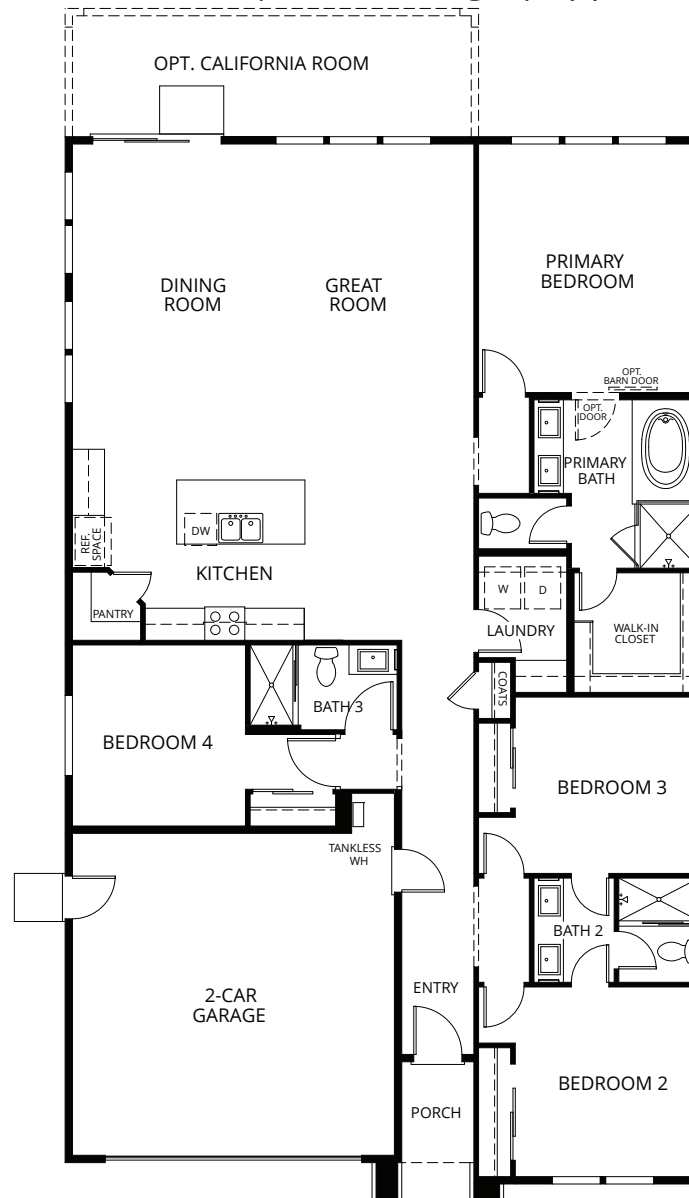 OPT. CALIFORNIA ROOM
DINING
ROOM
GREAT
ROOM
PRIMARY
BEDROOM
OPT.
BARN DOOR
OPT.
DOOR
PRIMARY
BATH
DW
REF.
SPACE
KITCHEN
W
D
PANTRY
LAUNDRY
WALK-IN
CLOSET
COATS
BATH 3
BEDROOM 4
BEDROOM 3
TANKLESS
WH
BATH 2
2-CAR
GARAGE
ENTRY
BEDROOM 2
PORCH